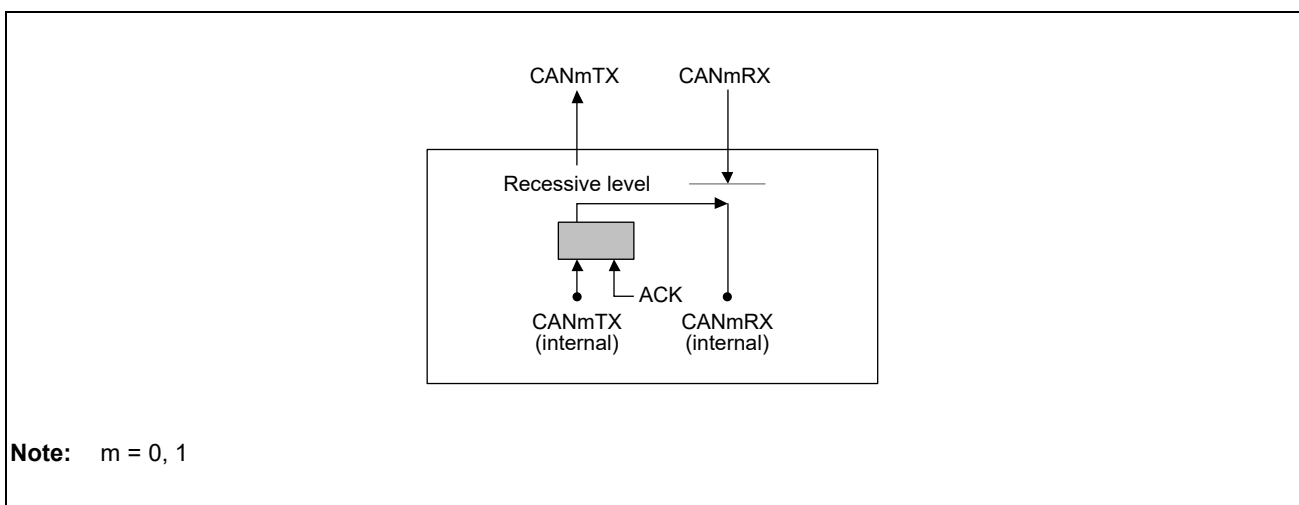 CANmTX CANmRX
Recessive level
ACK
CANmTX
(internal)
CANmRX
(internal)
Note: m = 0, 1